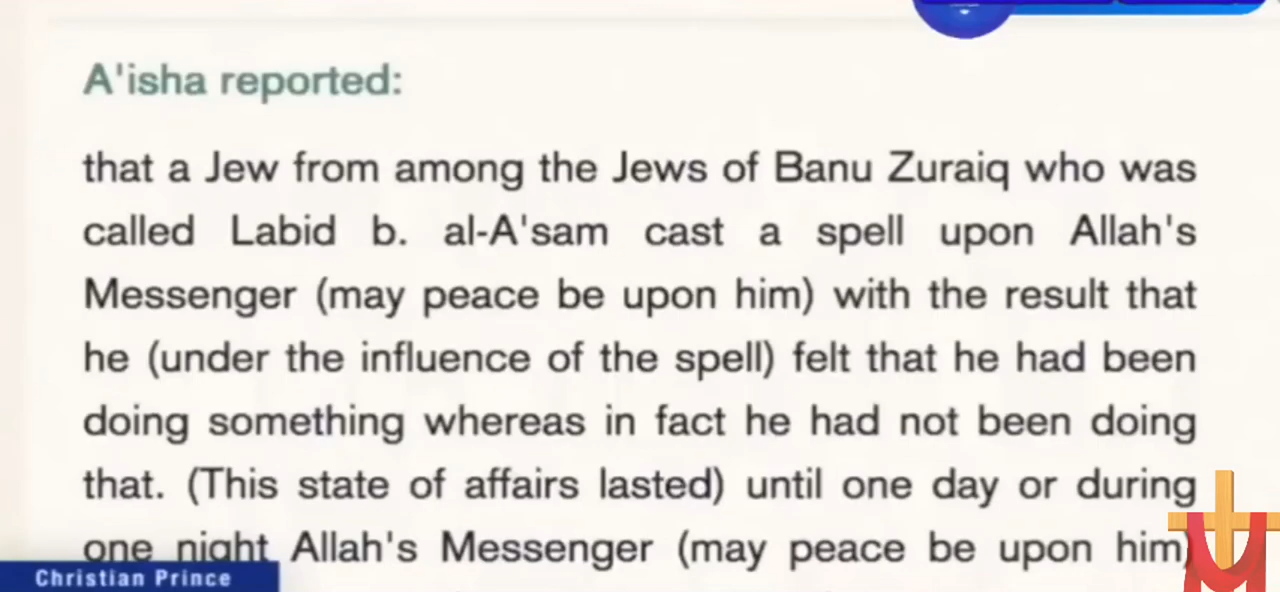 A'isha reported:
that a Jew from among the Jews of Banu Zuraiq who was
called Labid b. al-A'sam cast a spell upon Allah's
Messenger (may peace be upon him) with the result that
he (under the influence of the spell) felt that he had been
doing something whereas in fact he had not been doing
that. (This state of affairs lasted) until one day or during
one night Allah's Messenger (may peace be upon him)
Christian Prince